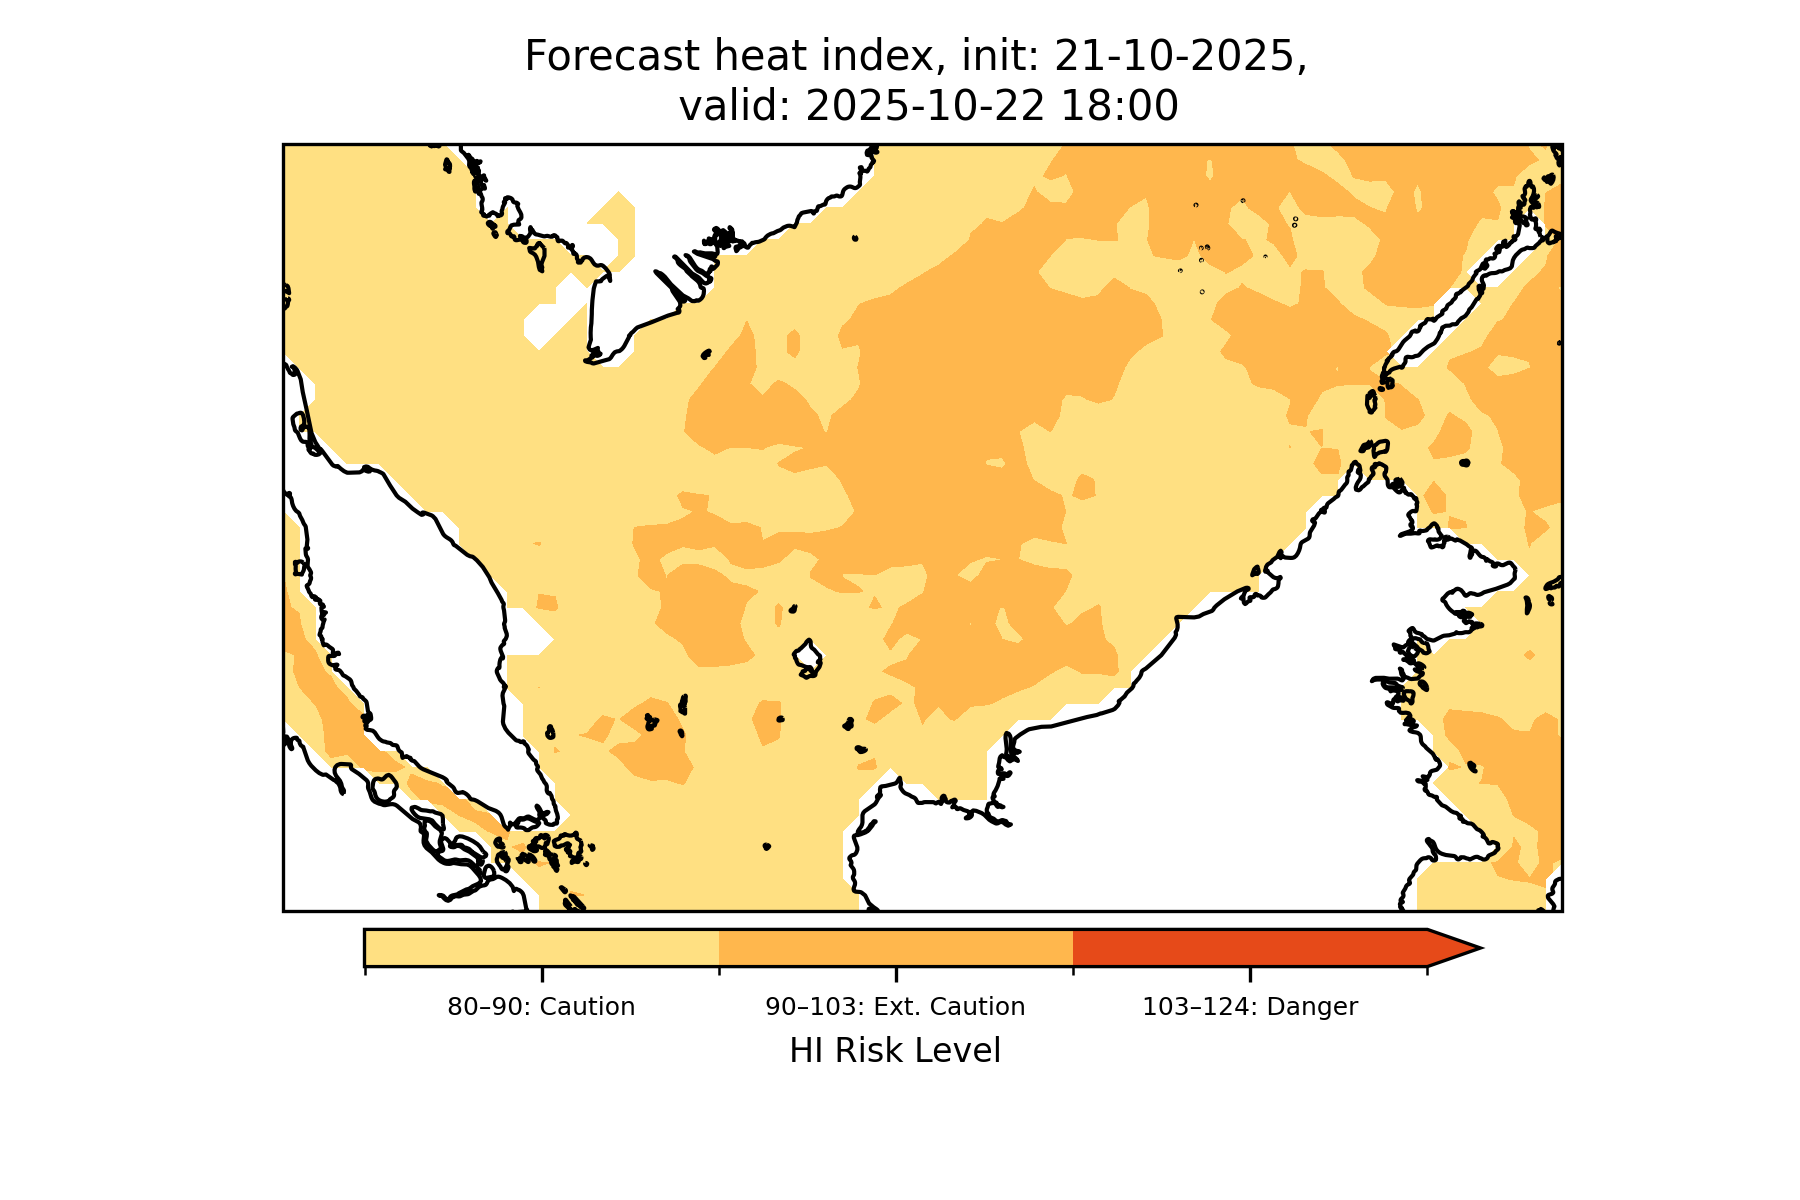 Forecast heat index, init: 21-10-2025,
valid: 2025-10-22 18:00
80–90: Caution
90–103: Ext. Caution
103–124: Danger
HI Risk Level